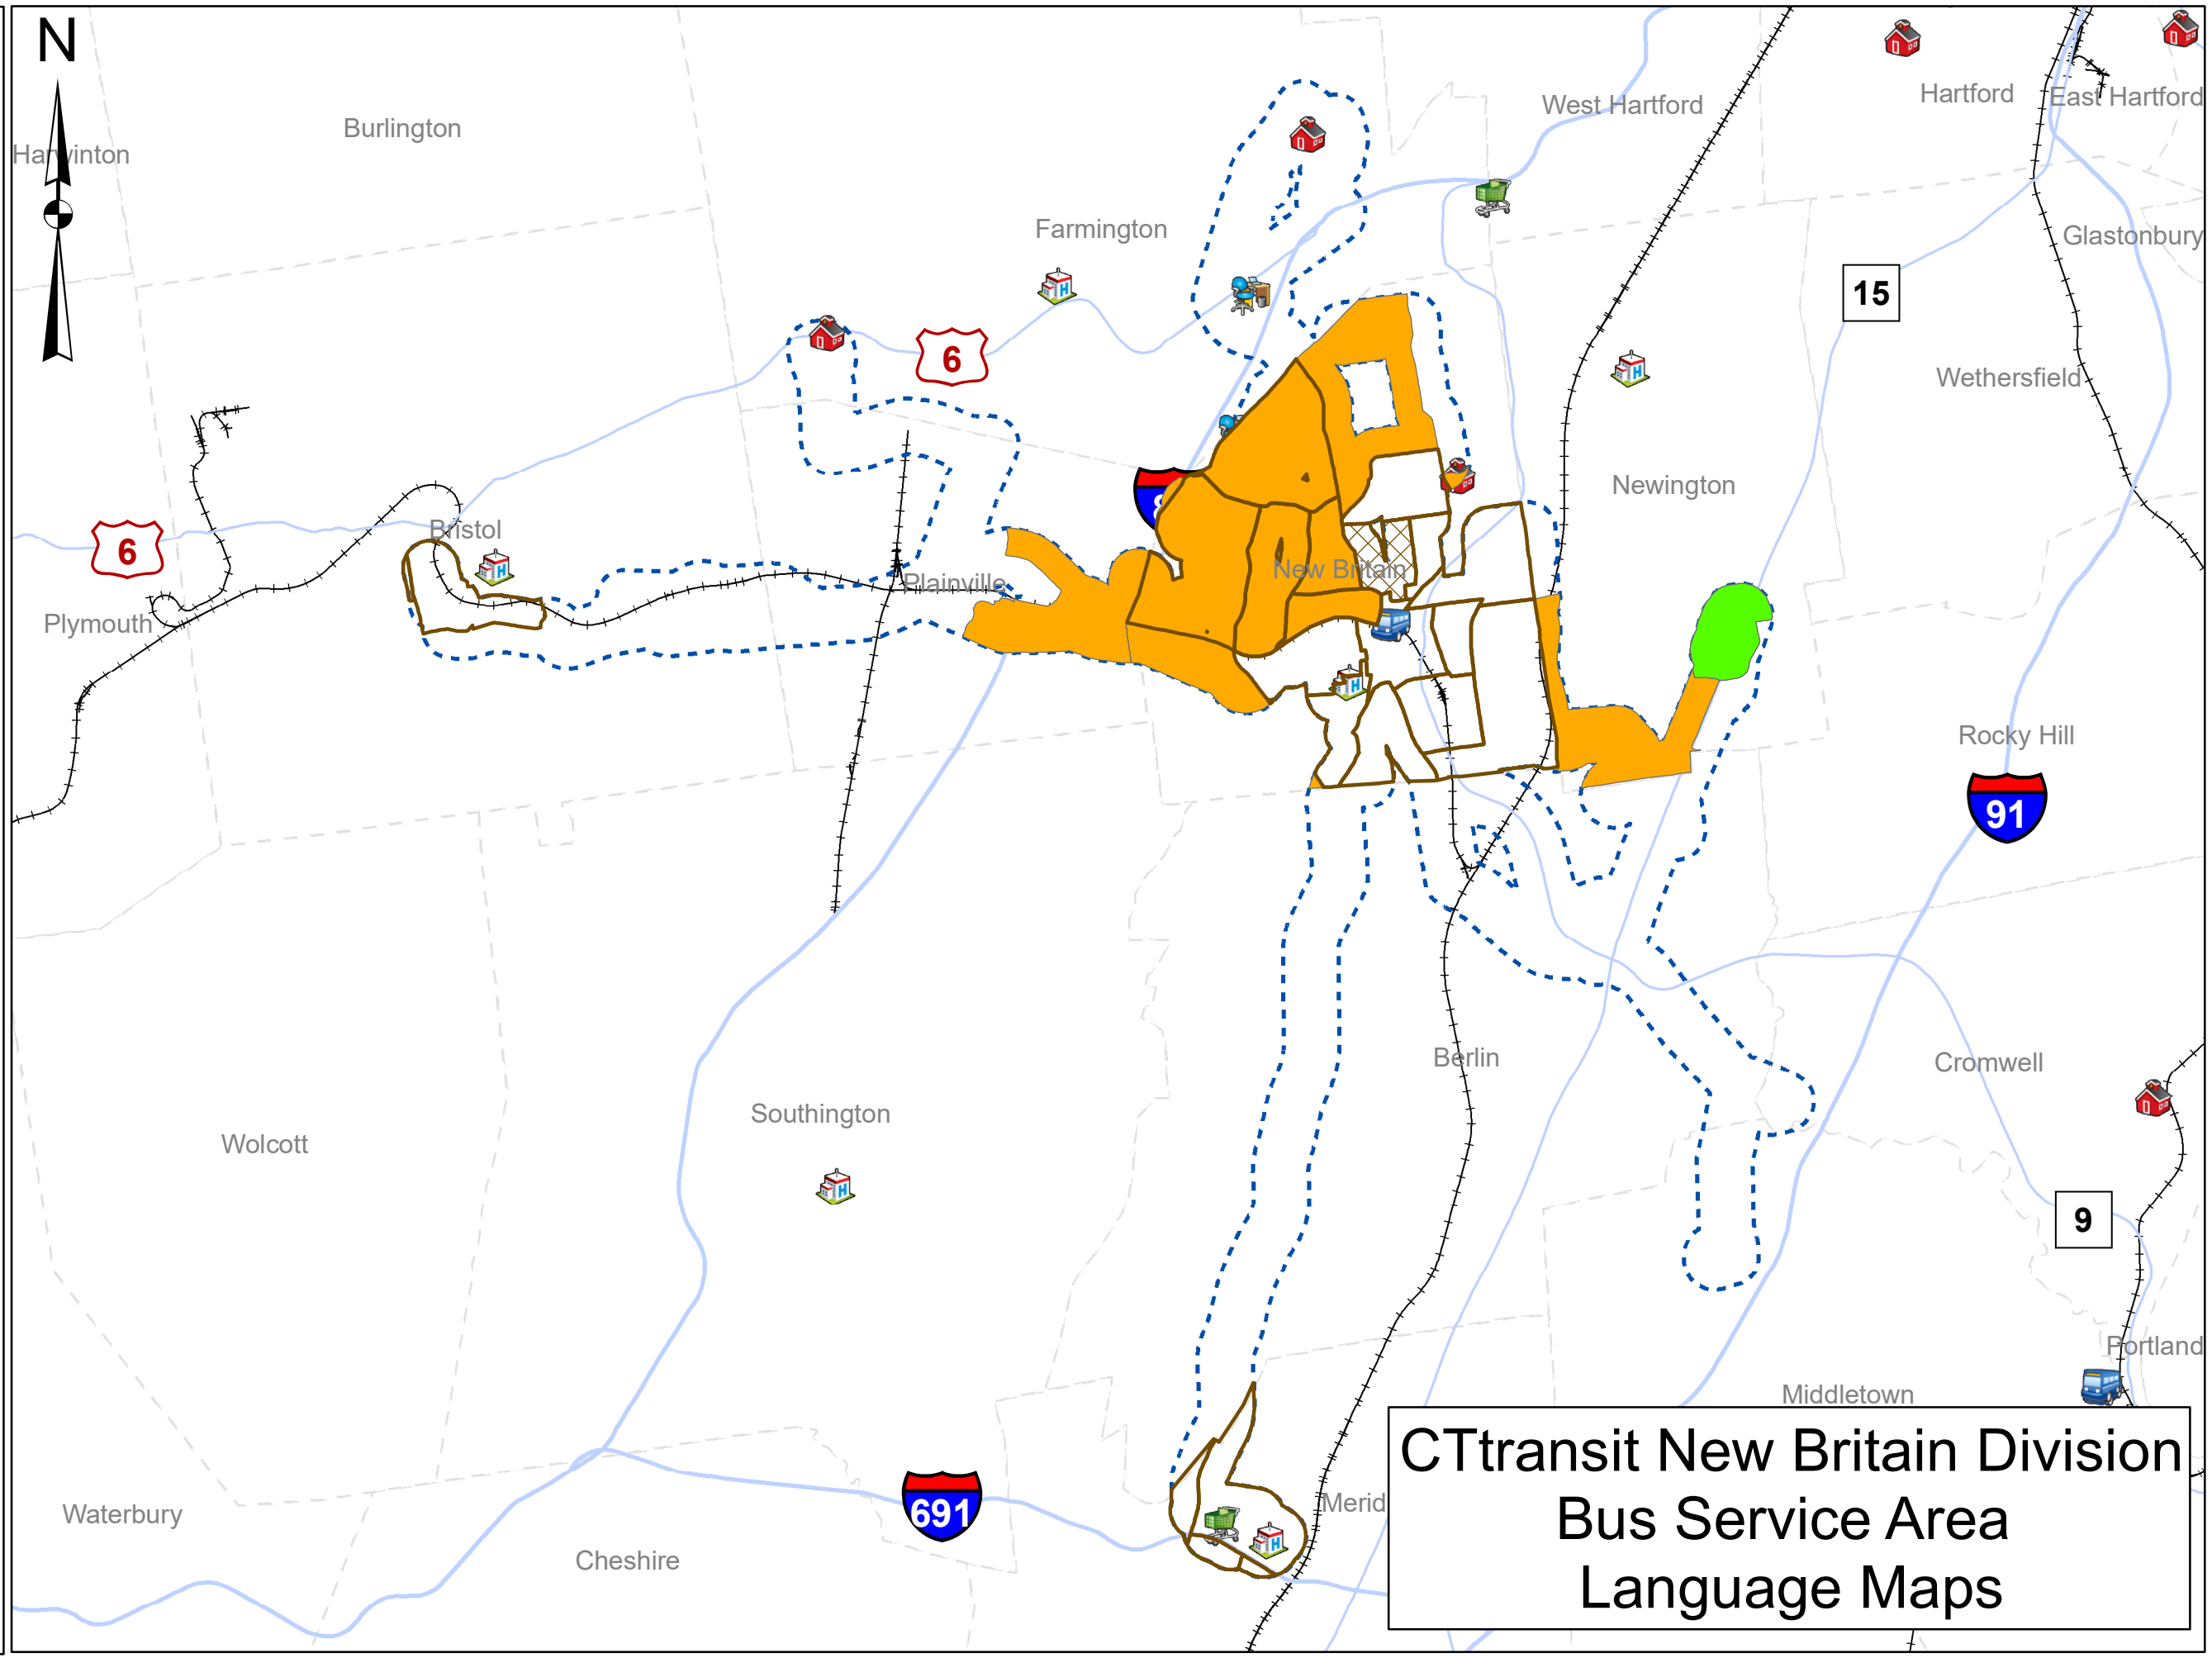 N
Harwinton
Burlington
West Hartford
Hartford
East Hartford
Farmington
Glastonbury
15
6
Wethersfield
Newington
8
Bristol
6
New Britain
Plainville
Plymouth
Rocky Hill
91
Berlin
Cromwell
Southington
Wolcott
9
Portland
Middletown
Merid
691
Waterbury
Cheshire
CTtransit New Britain Division
Bus Service Area
Language Maps
H
H
H
H
H
H